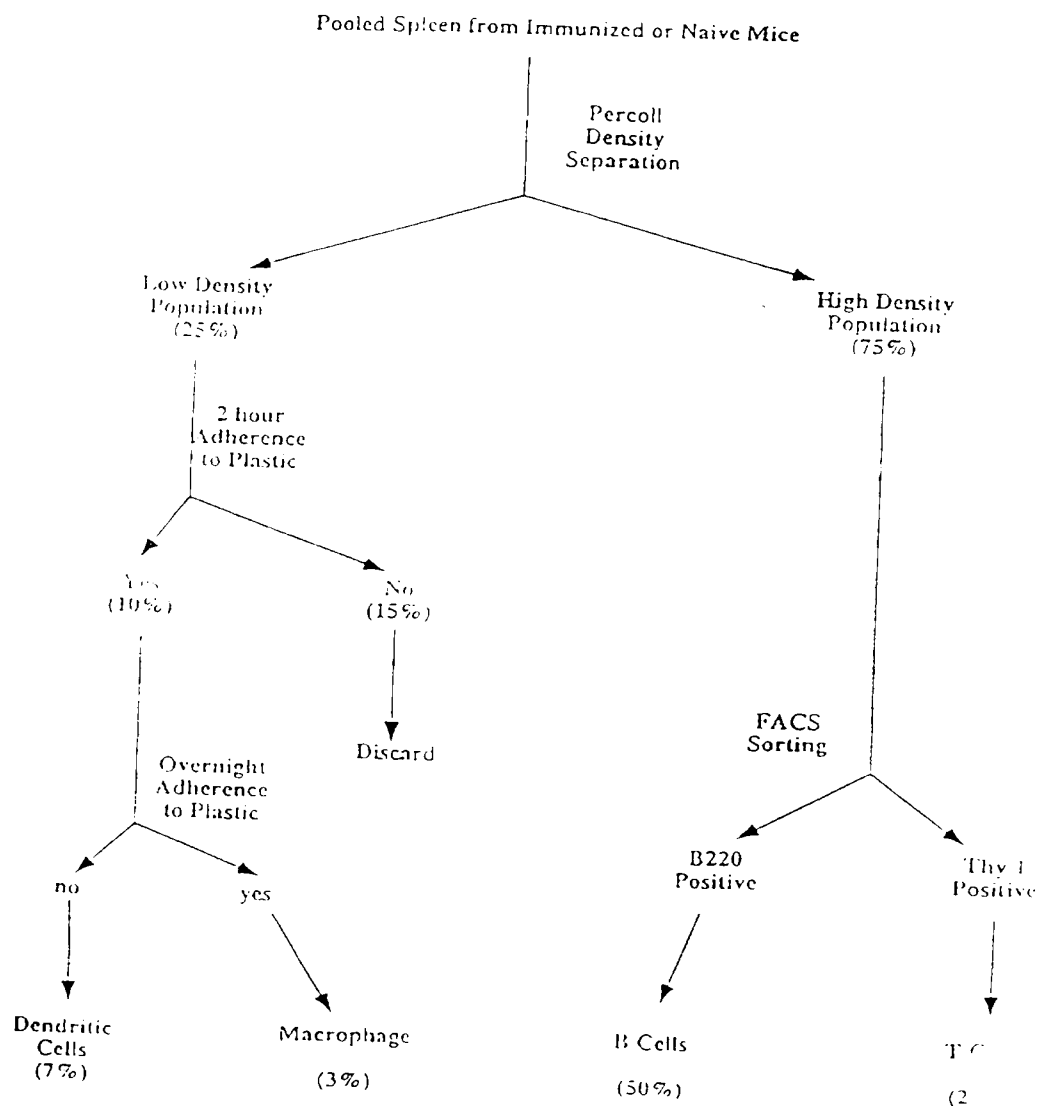 Pooled Spleen from Immunized or Naive Mice
Percoll
Density
Separation
Low Density
Population
(25%)
High Density
Population
(75%)
2 hour
Adherence
to Plastic
Yes
(10%)
No
(15%)
Discard
FACS
Sorting
Overnight
Adherence
to Plastic
no
yes
B220
Positive
Thy 1
Positive
Dendritic
Cells
(7%)
Macrophage
(3%)
B Cells
(50%)
T C
(2